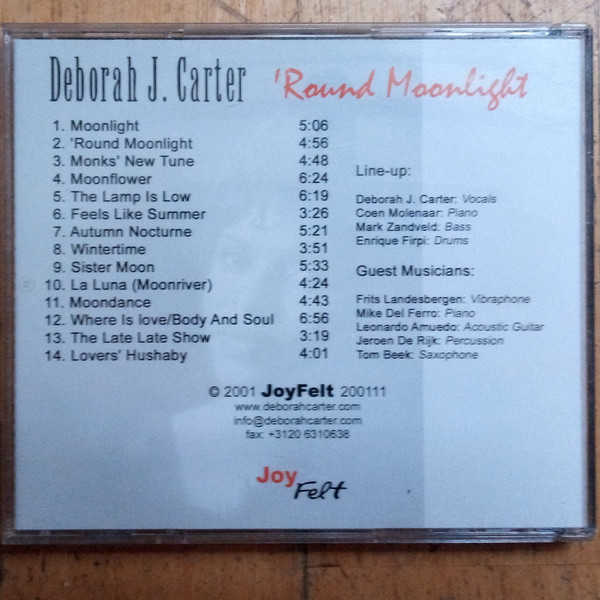 Deborah J. Carter 'Round Moonlight
1. Moonlight 5:06
2. 'Round Moonlight 4:56
3. Monks' New Tune 4:48
4. Moonflower 6:24
5. The Lamp Is Low 6:19
6. Feels Like Summer 3:26
7. Autumn Nocturne 5:21
8. Wintertime 3:51
9. Sister Moon 5:33
10. La Luna (Moonriver) 4:24
11. Moondance 4:43
12. Where Is love/Body And Soul 6:56
13. The Late Late Show 3:19
14. Lovers' Hushaby 4:01
Line-up:
Deborah J. Carter: Vocals
Coen Molenaar: Piano
Mark Zandveld: Bass
Enrique Firpi: Drums
Guest Musicians:
Frits Landesbergen: Vibraphone
Mike Del Ferro: Piano
Leonardo Amuedo: Acoustic Guitar
Jeroen De Rijk: Percussion
Tom Beek: Saxophone
© 2001 JoyFelt 200111
www.deborahcarter.com
info@deborahcarter.com
fax: +3120 6310638
Joy
Felt